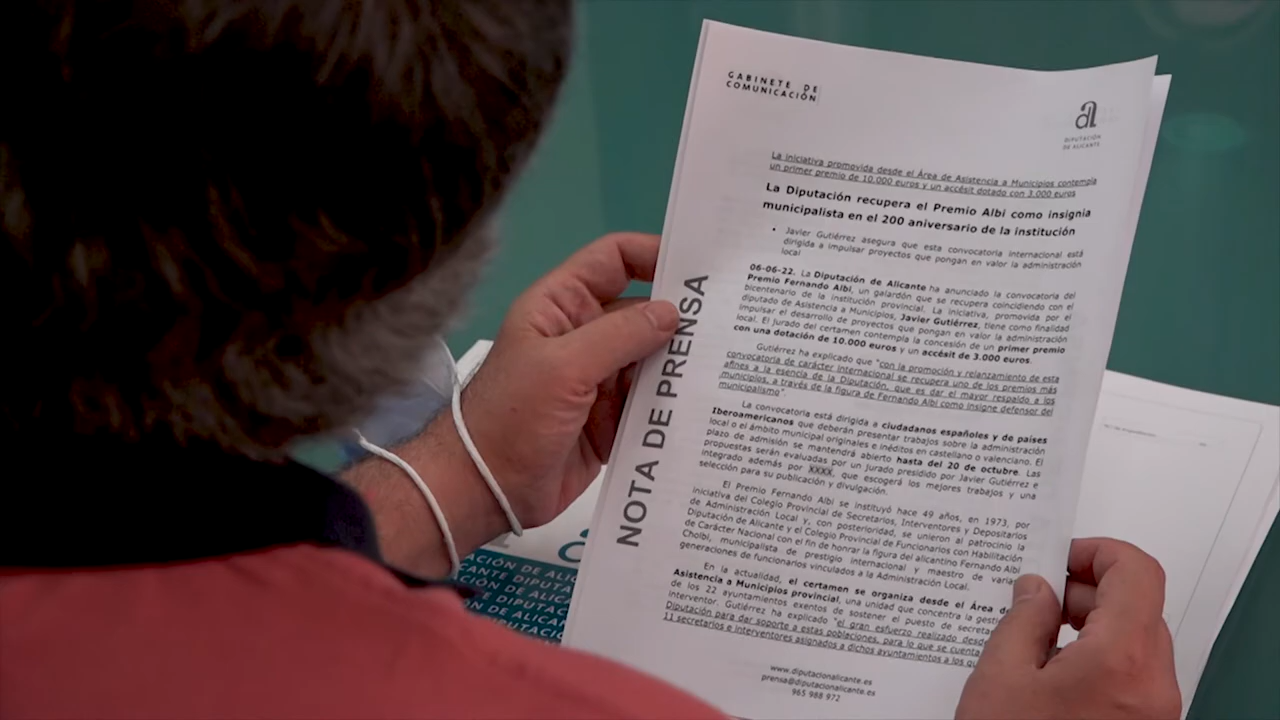 GABINETE DE
COMUNICACIÓN
DIPUTACIÓN
DE ALICANTE
La iniciativa promovida desde el Área de Asistencia a Municipios contempla
un primer premio de 10.000 euros y un accésit dotado con 3.000 euros
La Diputación recupera el Premio Albi como insignia
municipalista en el 200 aniversario de la institución
• Javier Gutiérrez asegura que esta convocatoria internacional está
dirigida a impulsar proyectos que pongan en valor la administración
local
06-06-22. La Diputación de Alicante ha anunciado la convocatoria del
Premio Fernando Albi, un galardón que se recupera coincidiendo con el
bicentenario de la institución provincial. La iniciativa, promovida por el
diputado de Asistencia a Municipios, Javier Gutiérrez, tiene como finalidad
impulsar el desarrollo de proyectos que pongan en valor la administración
local. El jurado del certamen contempla la concesión de un primer premio
con una dotación de 10.000 euros y un accésit de 3.000 euros.
Gutiérrez ha explicado que "con la promoción y relanzamiento de esta
convocatoria de carácter internacional se recupera uno de los premios más
afines a la esencia de la Diputación, que es dar el mayor respaldo a los
municipios, a través de la figura de Fernando Albi como insigne defensor del
municipalismo".
La convocatoria está dirigida a ciudadanos españoles y de países
Iberoamericanos que deberán presentar trabajos sobre la administración
local o el ámbito municipal originales e inéditos en castellano o valenciano. El
plazo de admisión se mantendrá abierto hasta del 20 de octubre. Las
propuestas serán evaluadas por un jurado presidido por Javier Gutiérrez e
integrado además por XXXX, que escogerá los mejores trabajos y una
selección para su publicación y divulgación.
El Premio Fernando Albi se instituyó hace 49 años, en 1973, por
iniciativa del Colegio Provincial de Secretarios, Interventores y Depositarios
de Administración Local y, con posterioridad, se unieron al patrocinio la
Diputación de Alicante y el Colegio Provincial de Funcionarios con Habilitación
de Carácter Nacional con el fin de honrar la figura del alicantino Fernando Albi
Cholbi, municipalista de prestigio internacional y maestro de varias
generaciones de funcionarios vinculados a la Administración Local.
En la actualidad, el certamen se organiza desde el Área de
Asistencia a Municipios provincial, una unidad que concentra la gestió
de los 22 ayuntamientos exentos de sostener el puesto de secreta
interventor. Gutiérrez ha explicado "el gran esfuerzo realizado desde
Diputación para dar soporte a estas poblaciones, para lo que se cuenta
11 secretarios e interventores asignados a dichos ayuntamientos a los qu
www.diputacionalicante.es
prensa@diputacionalicante.es
965 988 972
NOTA DE PRENSA
ACIÓN DE ALIC
CANTE DIPUTA
CIÓN DE ALICA
DIPUTACI
ÓN DE ALICAN
DIPUTACIO